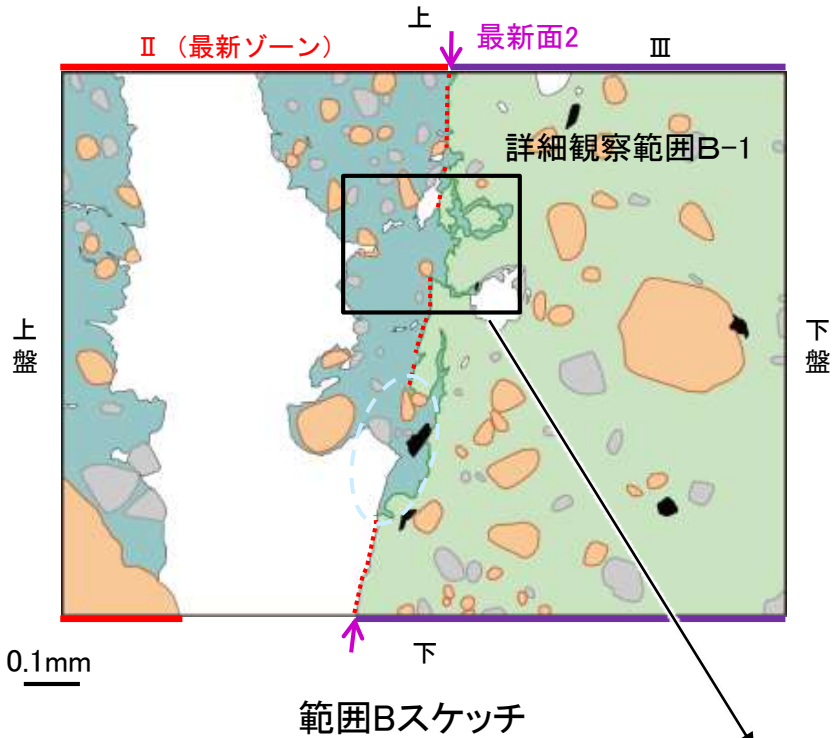 上
Ⅱ（最新ゾーン）
最新面2
Ⅲ
詳細観察範囲B-1
上盤
下盤
下
0.1mm
範囲Bスケッチ